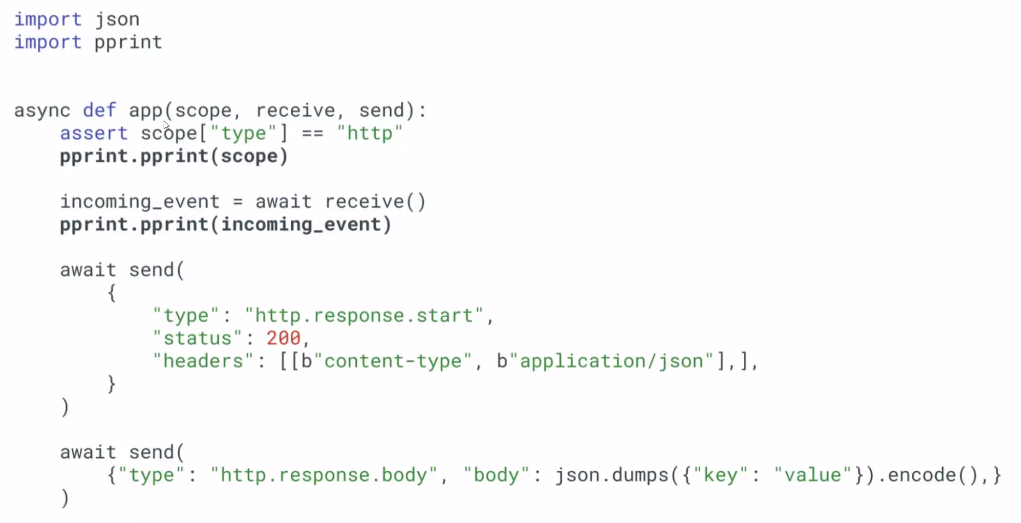 import json
import pprint
async def app(scope, receive, send):
    assert scope["type"] == "http"
    pprint.pprint(scope)
    incoming_event = await receive()
    pprint.pprint(incoming_event)
    await send(
        {
            "type": "http.response.start",
            "status": 200,
            "headers": [[b"content-type", b"application/json"],],
        }
    )
    await send(
        {"type": "http.response.body", "body": json.dumps({"key": "value"}).encode(),}
    )